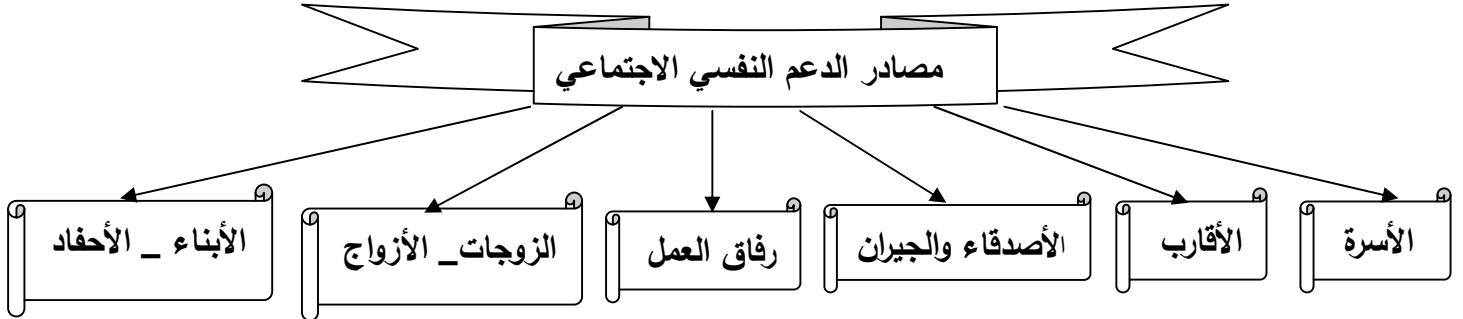 مصادر الدعم النفسي الاجتماعي
الأسرة
الأقارب
الأصدقاء والجيران
رفاق العمل
الزوجات_ الأزواج
الأبناء _ الأحفاد